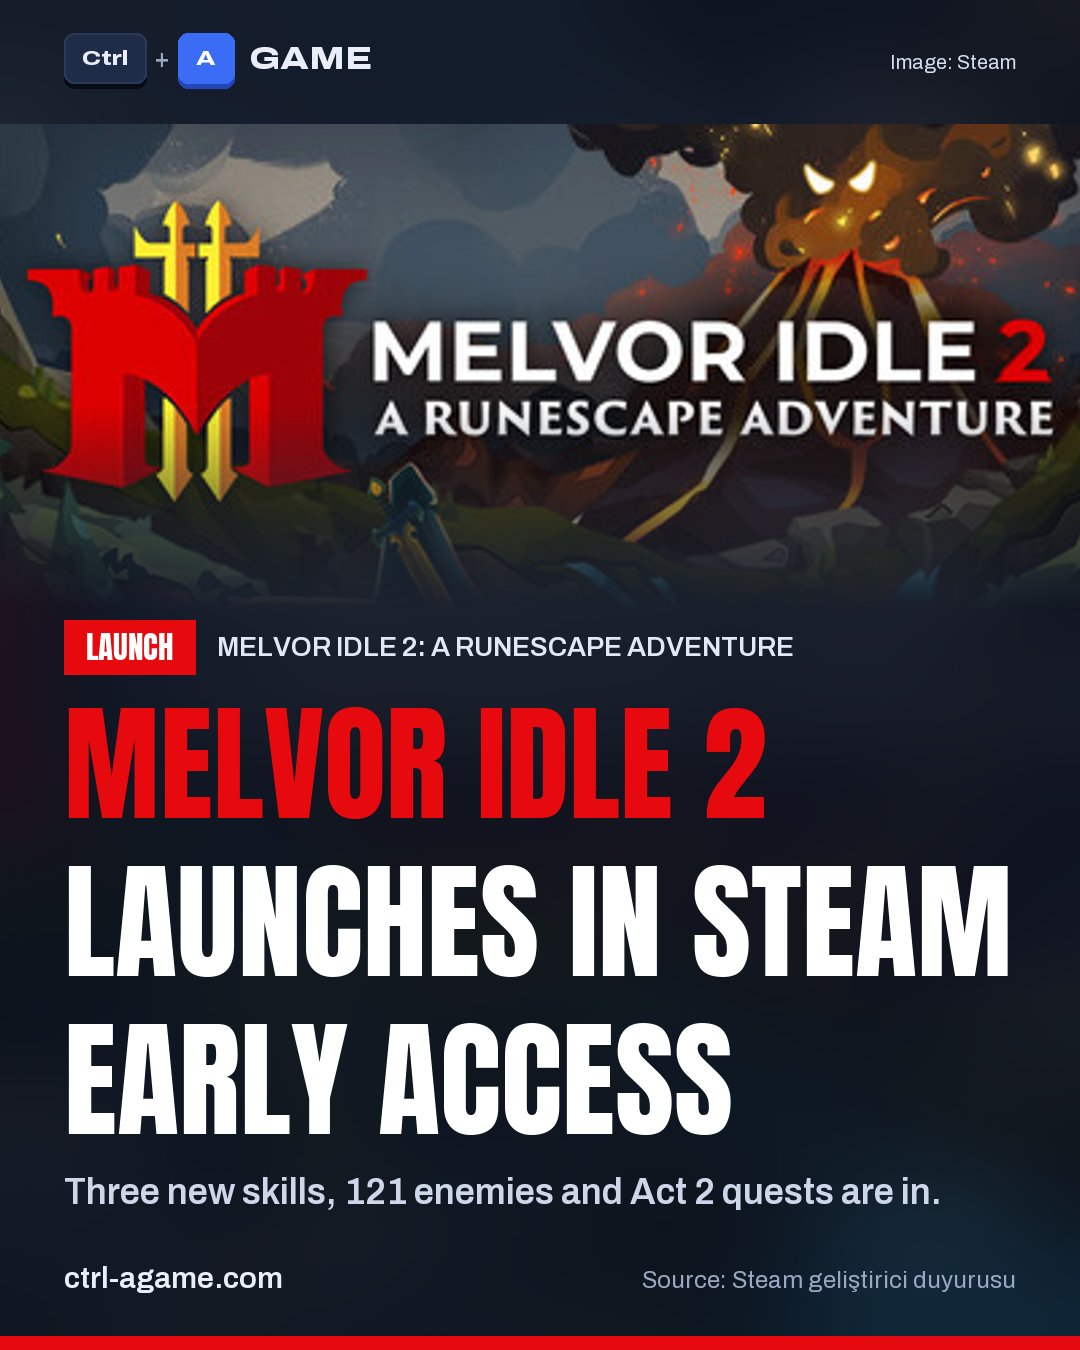 Ctrl + A GAME
Image: Steam
MELVOR IDLE 2
A RUNESCAPE ADVENTURE
LAUNCH MELVOR IDLE 2: A RUNESCAPE ADVENTURE
MELVOR IDLE 2
LAUNCHES IN STEAM
EARLY ACCESS
Three new skills, 121 enemies and Act 2 quests are in.
ctrl-agame.com
Source: Steam geliştirici duyurusu